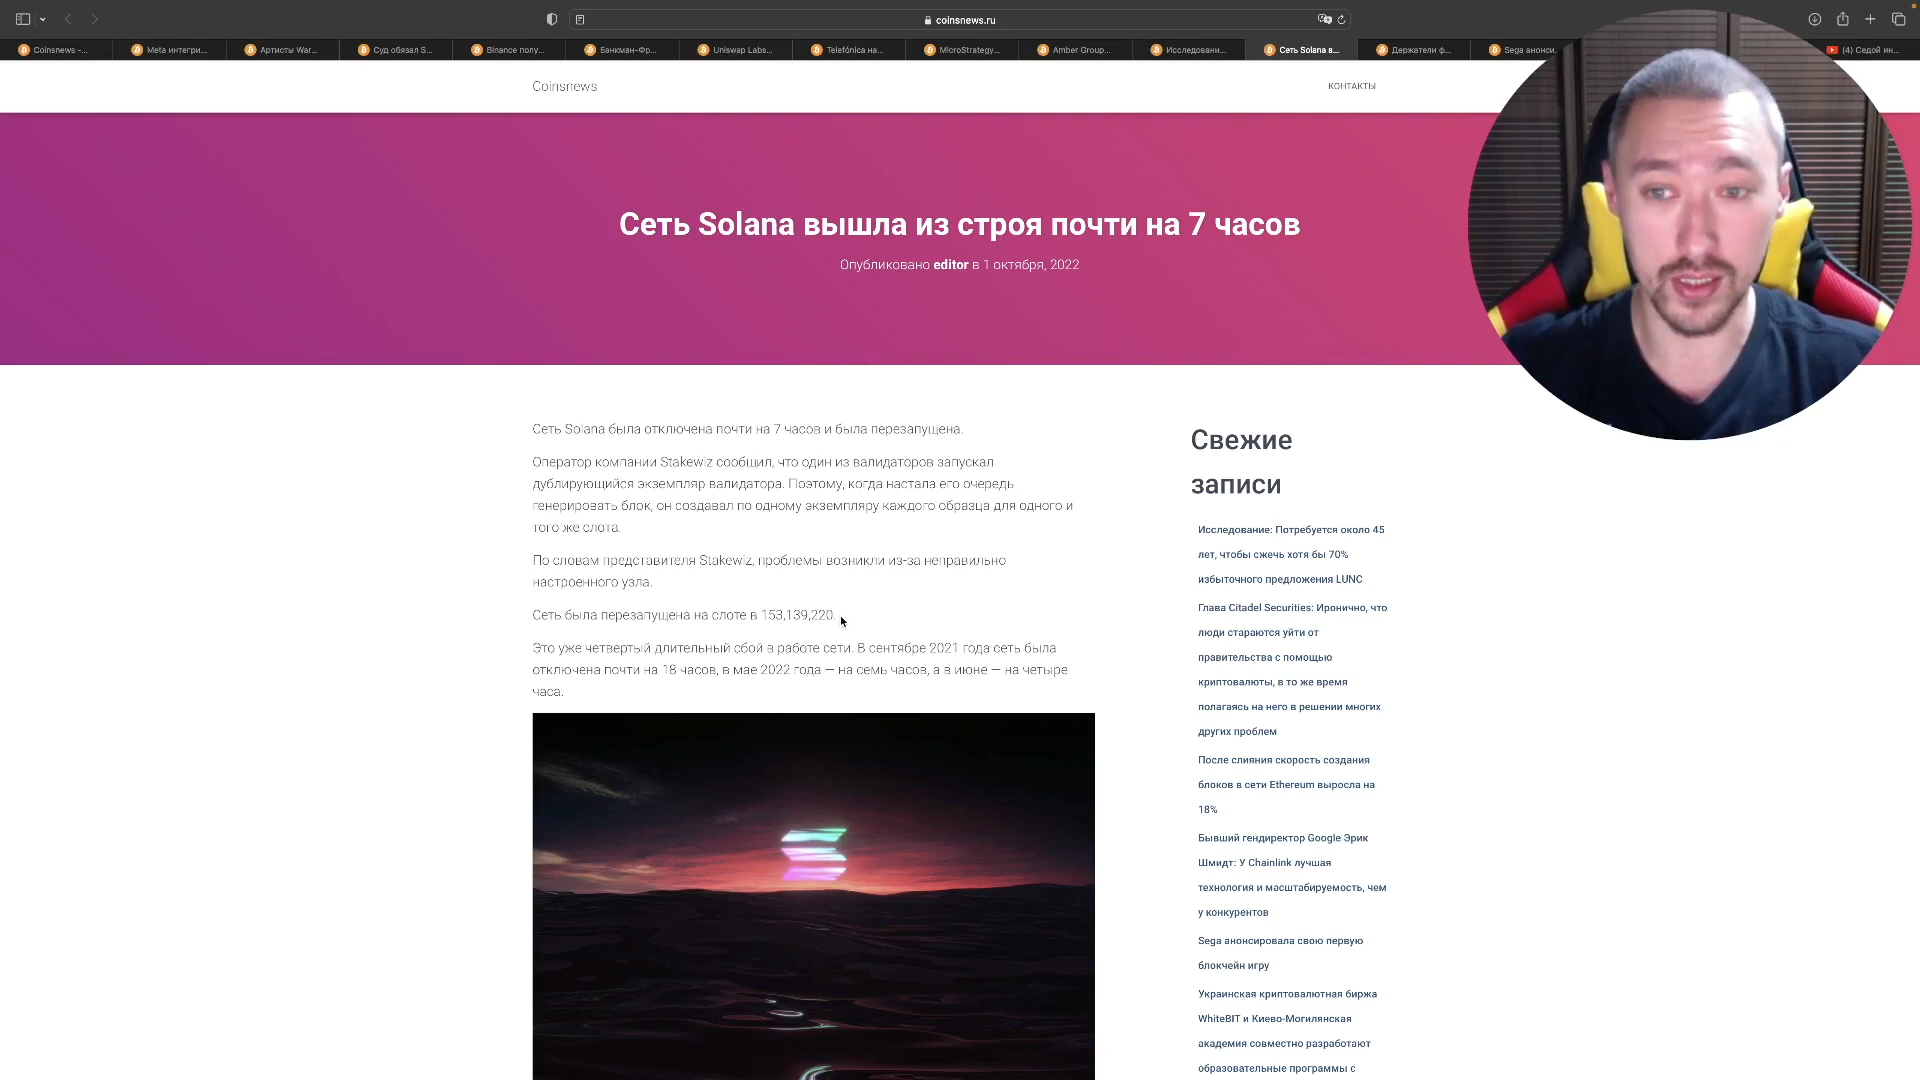 coinsnews.ru
Coinsnews –...
Meta интегри...
Артисты War...
Суд обязал S...
Binance полу...
Банкман-Фр...
Uniswap Labs...
Telefónica на...
MicroStrategy...
Amber Group...
Исследовани...
Сеть Solana в...
Держатели ф...
Sega анонси...
(4) Седой ин...
Coinsnews
КОНТАКТЫ
Сеть Solana вышла из строя почти на 7 часов
Опубликовано editor в 1 октября, 2022
Сеть Solana была отключена почти на 7 часов и была перезапущена.
Оператор компании Stakewiz сообщил, что один из валидаторов запускал
дублирующийся экземпляр валидатора. Поэтому, когда настала его очередь
генерировать блок, он создавал по одному экземпляру каждого образца для одного и
того же слота.
По словам представителя Stakewiz, проблемы возникли из-за неправильно
настроенного узла.
Сеть была перезапущена на слоте в 153,139,220.
Это уже четвертый длительный сбой в работе сети. В сентябре 2021 года сеть была
отключена почти на 18 часов, в мае 2022 года — на семь часов, а в июне — на четыре
часа.
Свежие
записи
Исследование: Потребуется около 45
лет, чтобы сжечь хотя бы 70%
избыточного предложения LUNC
Глава Citadel Securities: Иронично, что
люди стараются уйти от
правительства с помощью
криптовалюты, в то же время
полагаясь на него в решении многих
других проблем
После слияния скорость создания
блоков в сети Ethereum выросла на
18%
Бывший гендиректор Google Эрик
Шмидт: У Chainlink лучшая
технология и масштабируемость, чем
у конкурентов
Sega анонсировала свою первую
блокчейн игру
Украинская криптовалютная биржа
WhiteBIT и Киево-Могилянская
академия совместно разработают
образовательные программы с